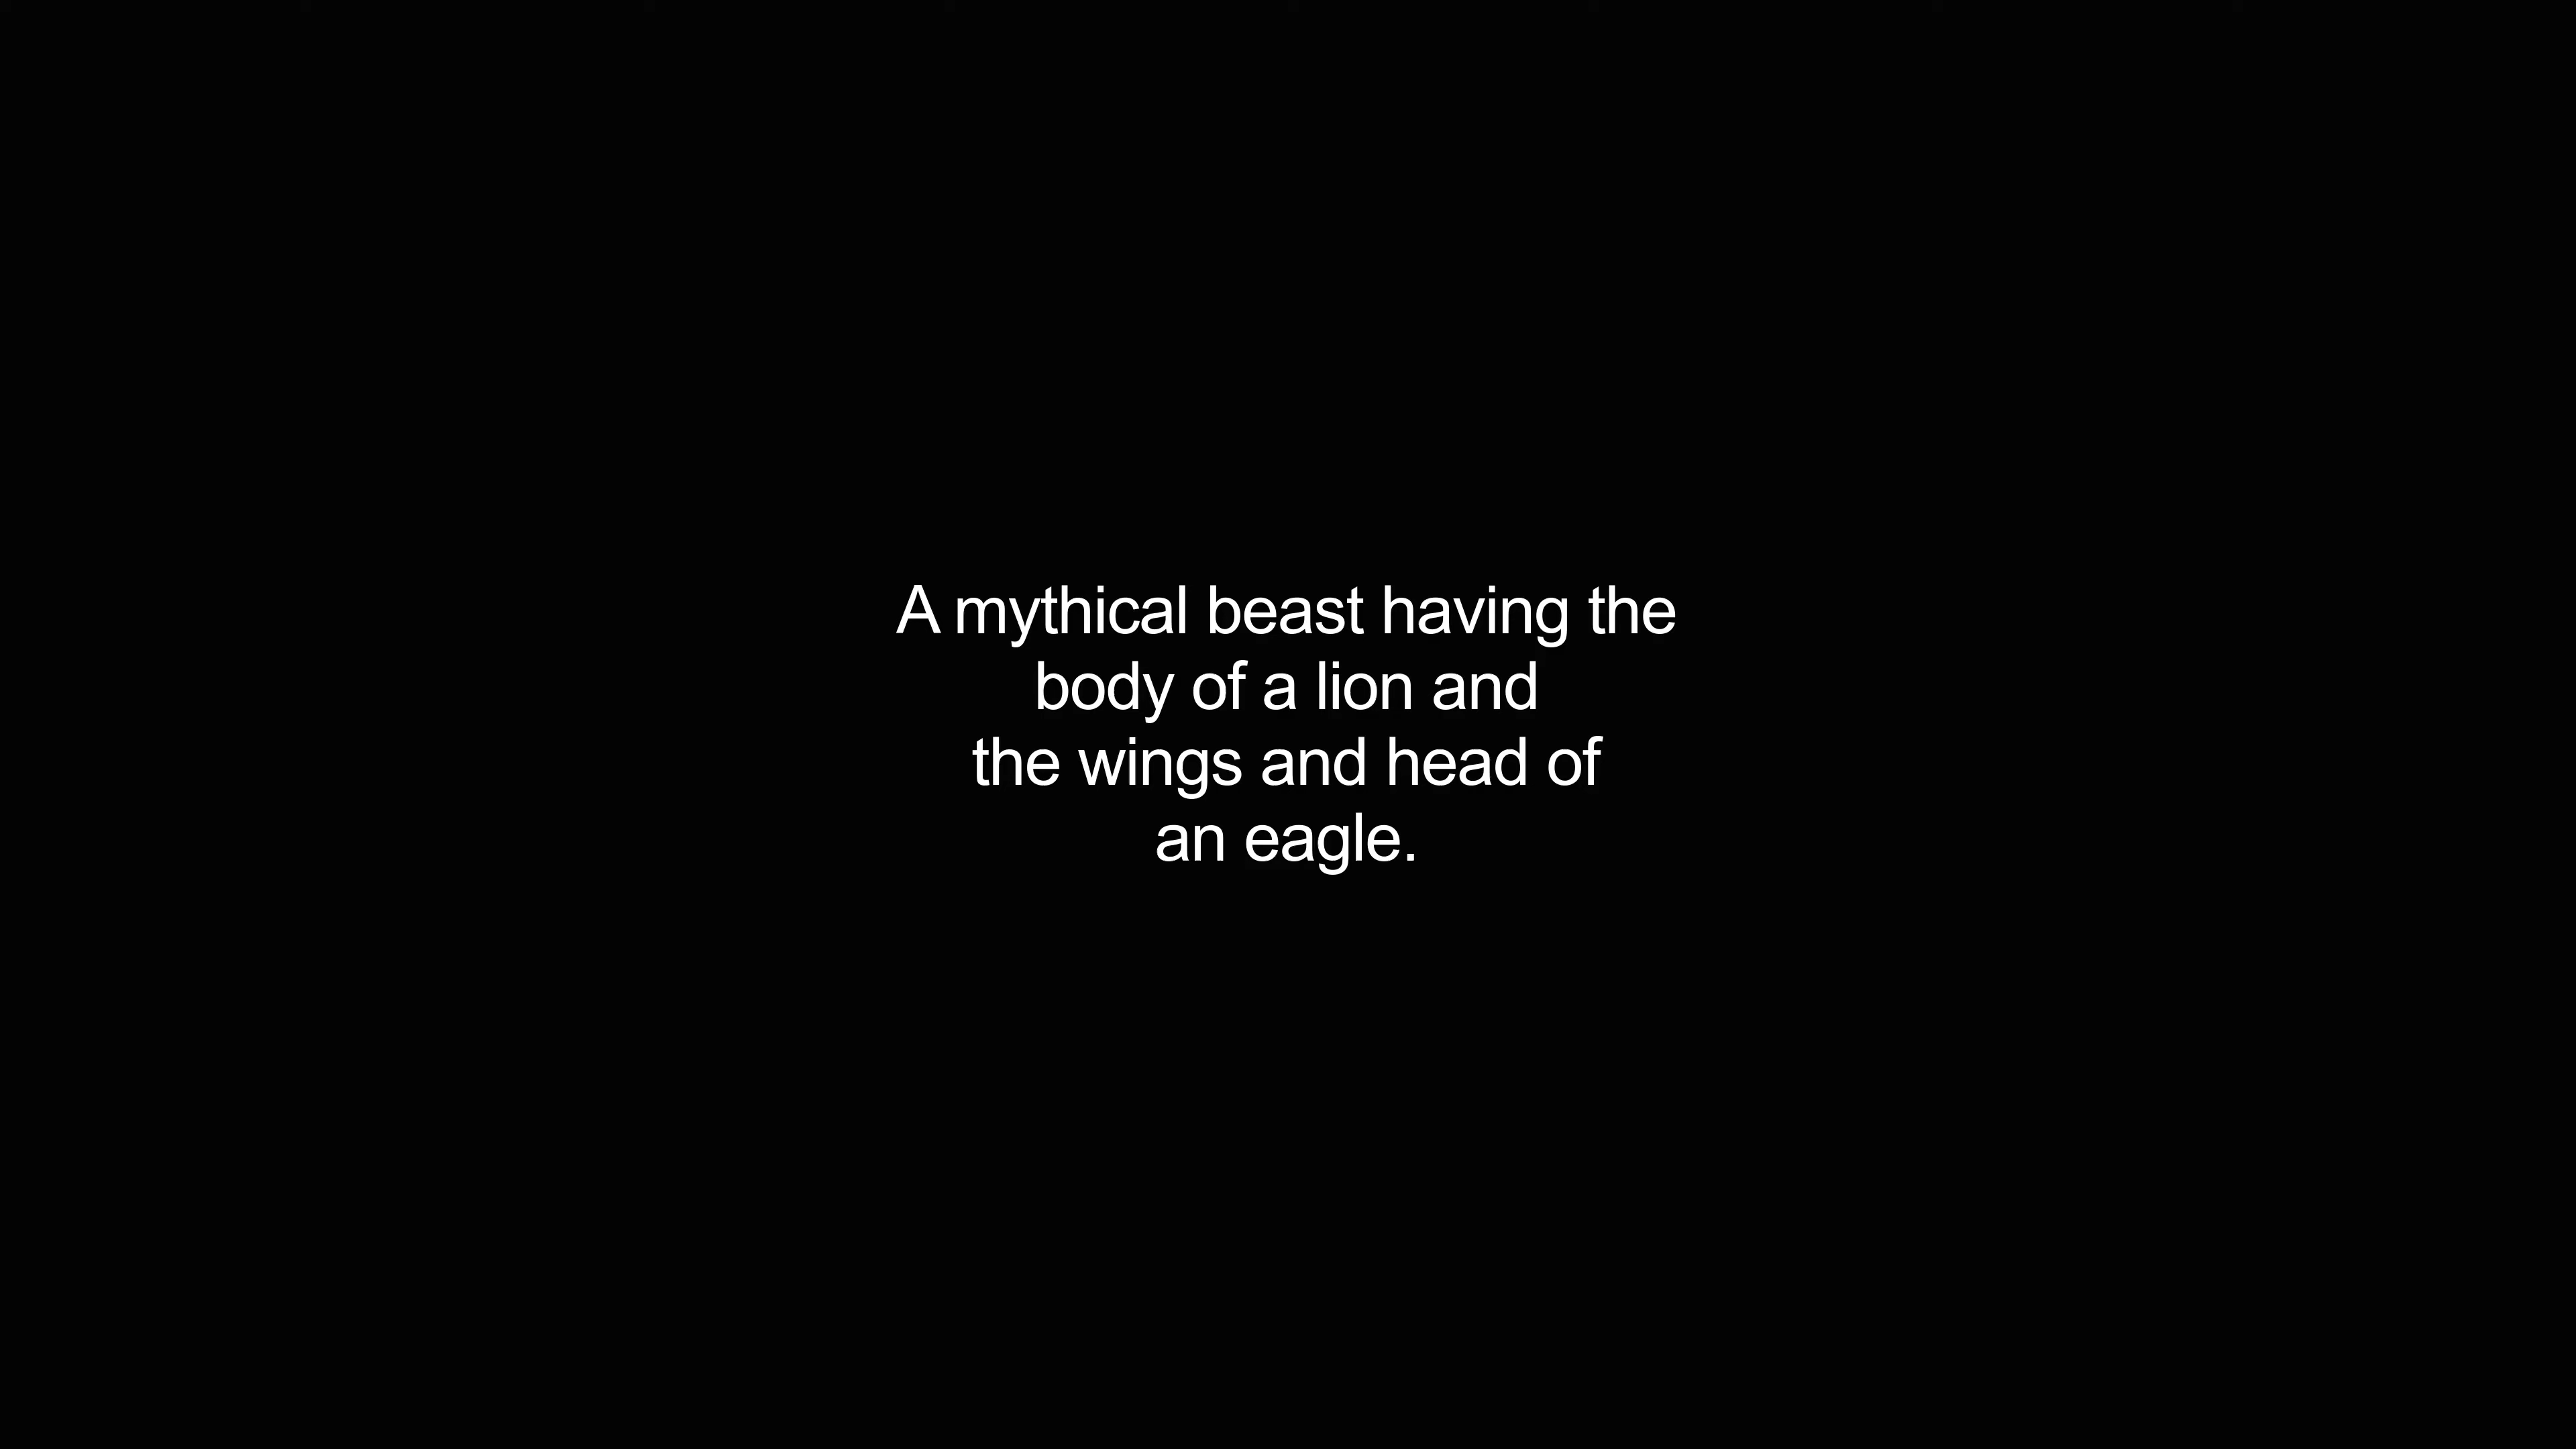 A mythical beast having the
body of a lion and
the wings and head of
an eagle.